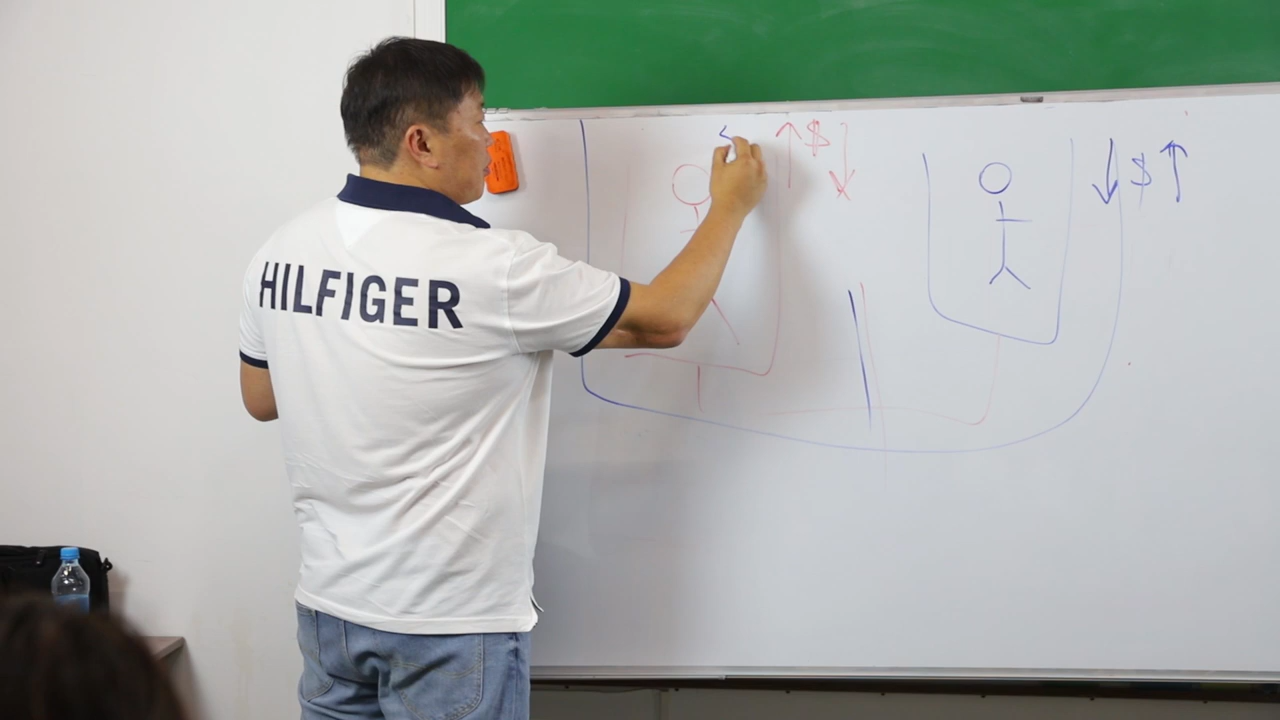 HILFIGER
↑ $ ↓
↓ $ ↑